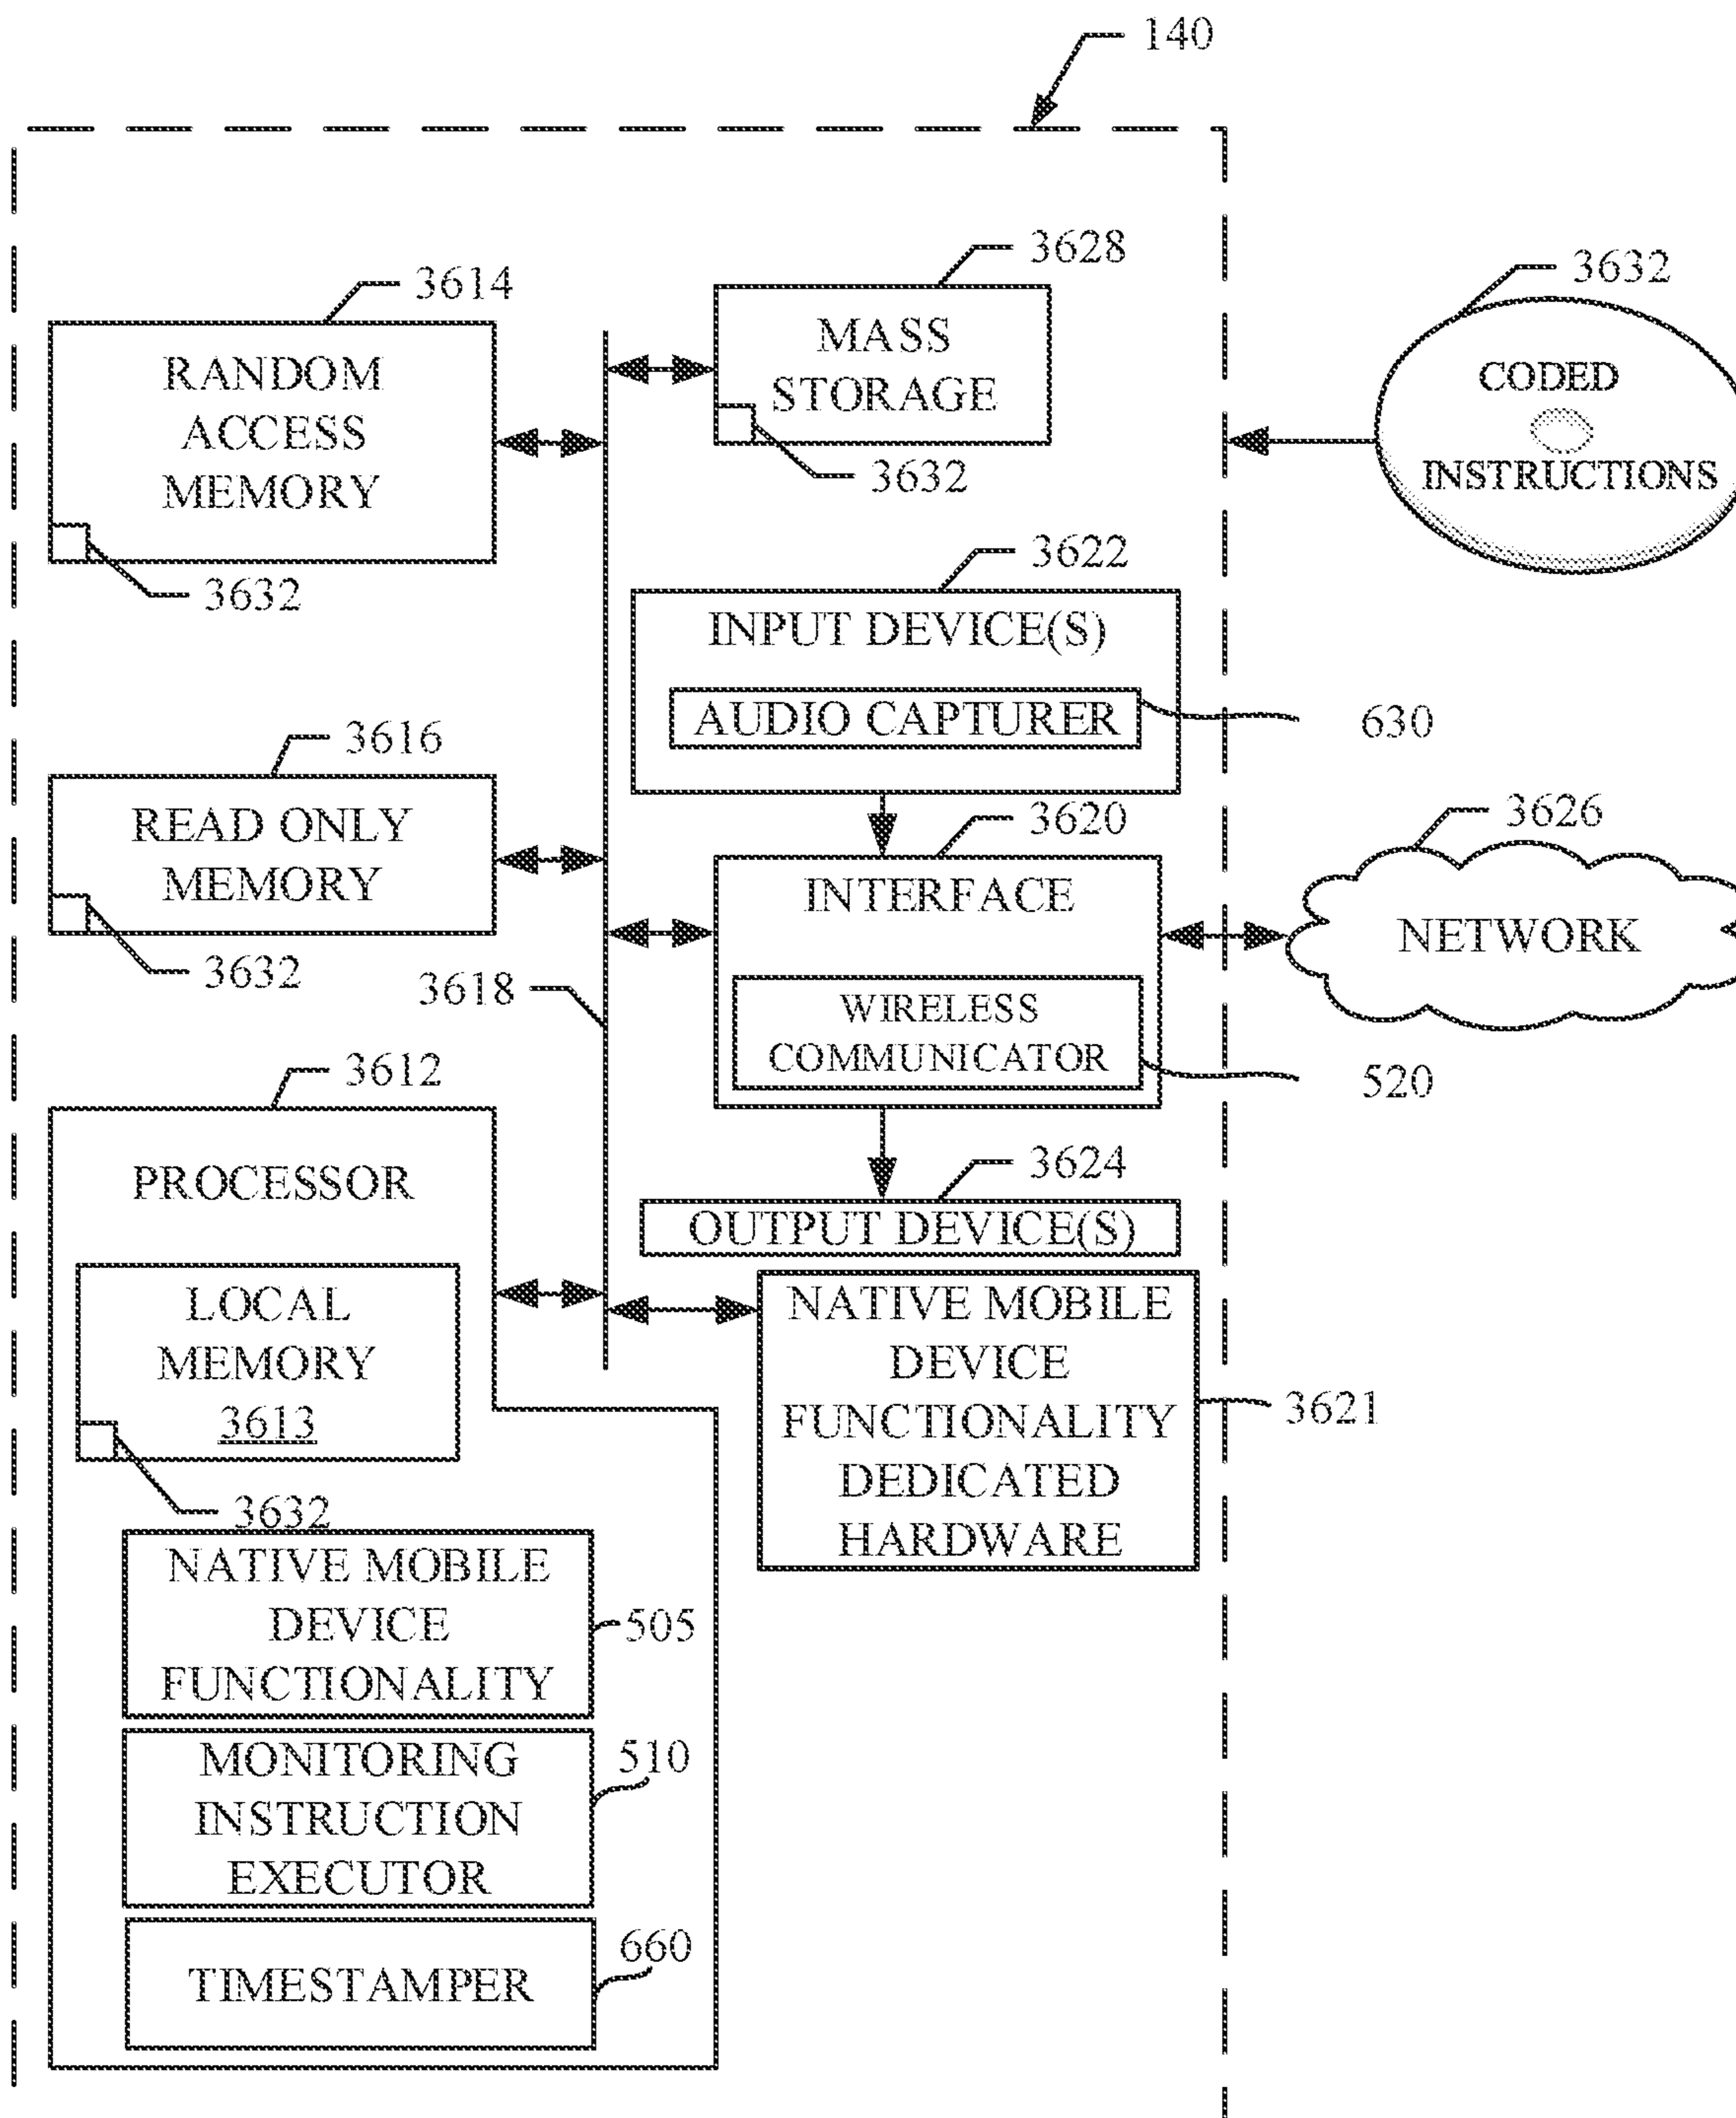 140
3614
RANDOM
ACCESS
MEMORY
3632
3628
MASS
STORAGE
3632
3632
CODED
INSTRUCTIONS
3622
INPUT DEVICE(S)
AUDIO CAPTURER
630
3616
READ ONLY
MEMORY
3632
3618
3620
INTERFACE
WIRELESS
COMMUNICATOR
520
3626
NETWORK
3612
PROCESSOR
LOCAL
MEMORY
3613
3632
3624
OUTPUT DEVICE(S)
NATIVE MOBILE
DEVICE
FUNCTIONALITY
DEDICATED
HARDWARE
3621
NATIVE MOBILE
DEVICE
FUNCTIONALITY
505
MONITORING
INSTRUCTION
EXECUTOR
510
TIMESTAMPER
660